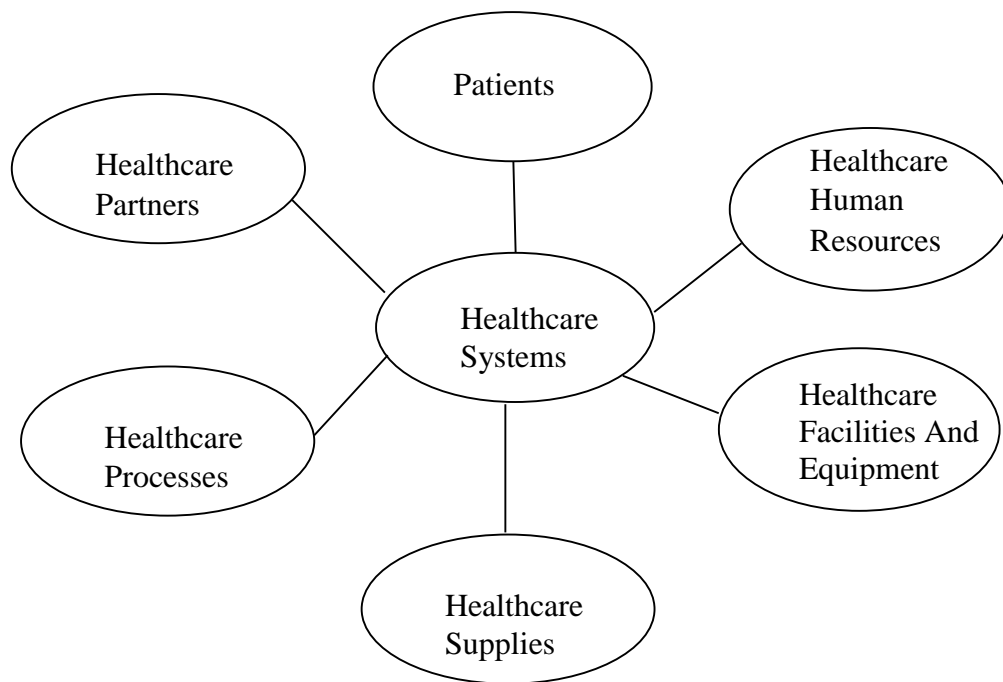 Patients
Healthcare
Partners
Healthcare
Human
Resources
Healthcare
Systems
Healthcare
Processes
Healthcare
Facilities And
Equipment
Healthcare
Supplies